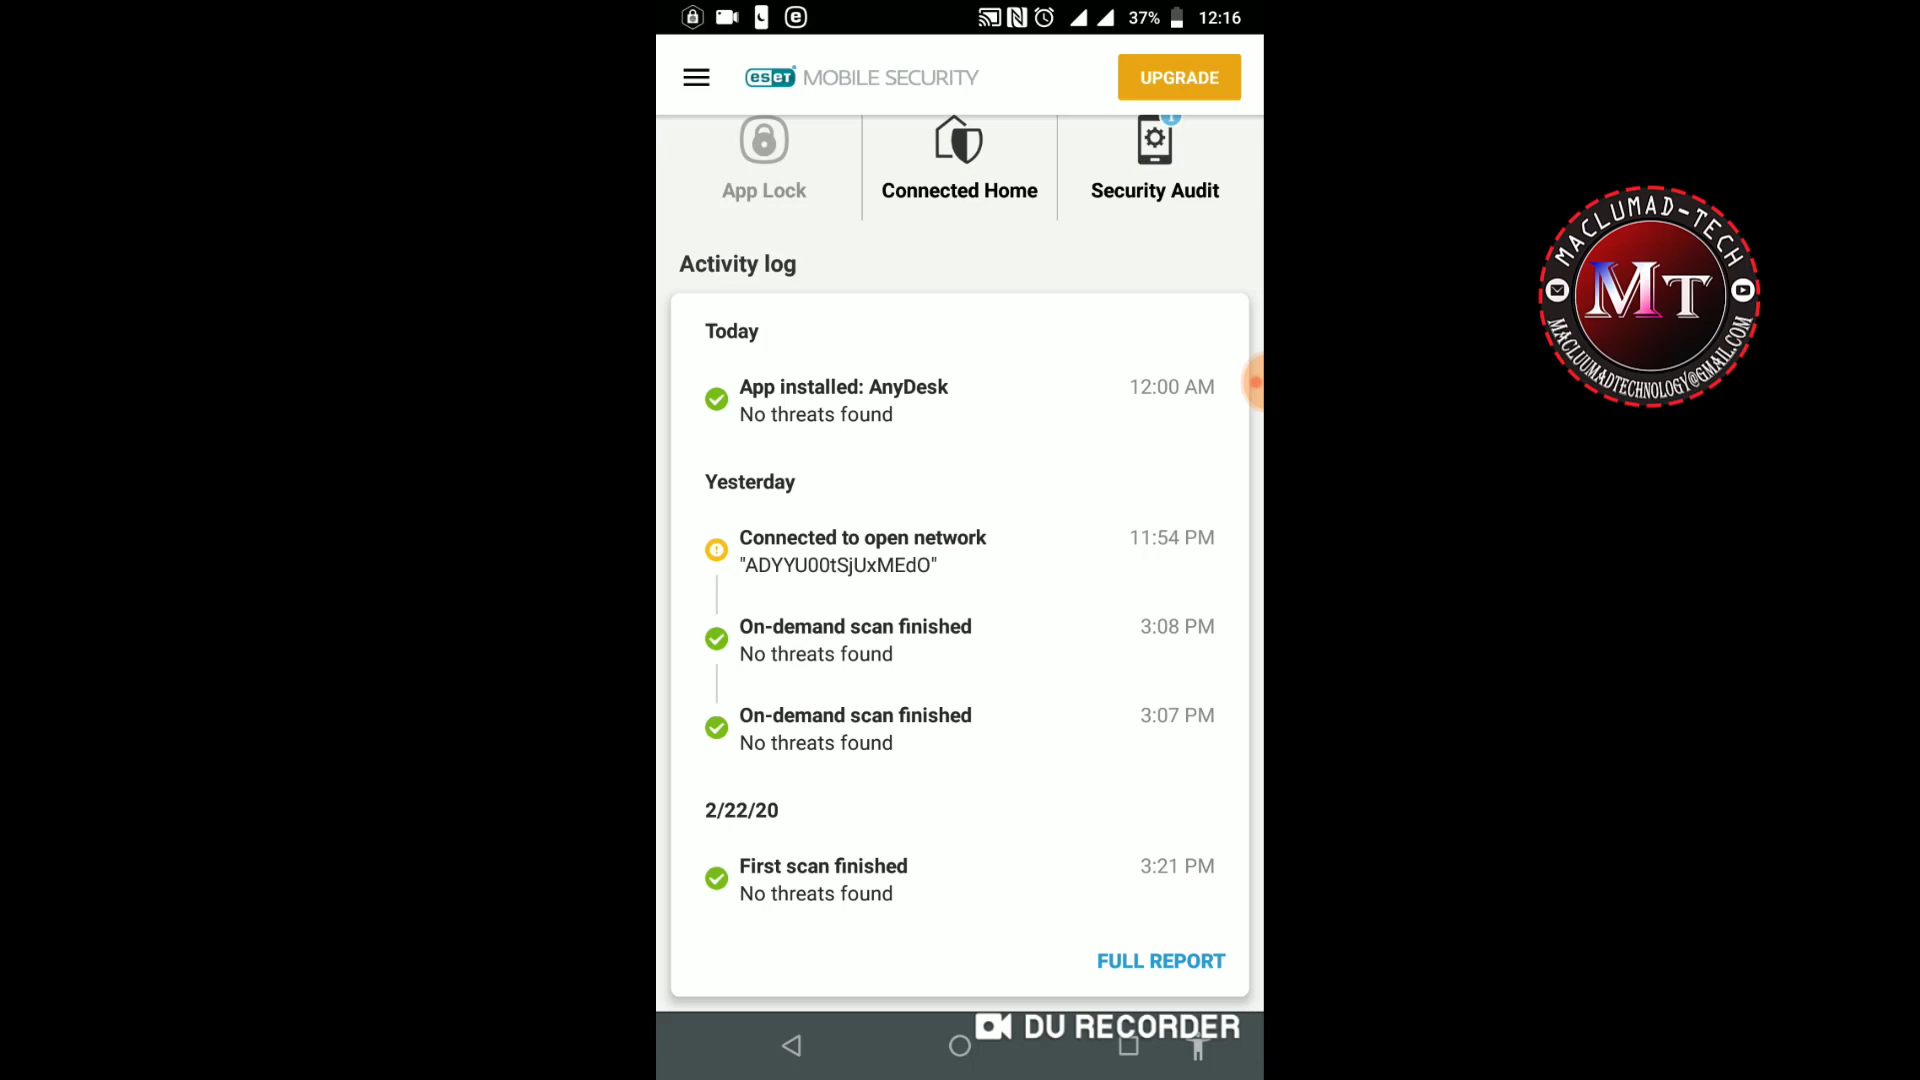 37% 12:16
eseT MOBILE SECURITY
UPGRADE
App Lock
Connected Home
Security Audit
Activity log
Today
App installed: AnyDesk 12:00 AM
No threats found
Yesterday
Connected to open network 11:54 PM
"ADYYU00tSjUxMEdO"
On-demand scan finished 3:08 PM
No threats found
On-demand scan finished 3:07 PM
No threats found
2/22/20
First scan finished 3:21 PM
No threats found
FULL REPORT
DU RECORDER
MACLUMAD-TECH
MT
MACLUUMADTECHNOLOGY@GMAIL.COM